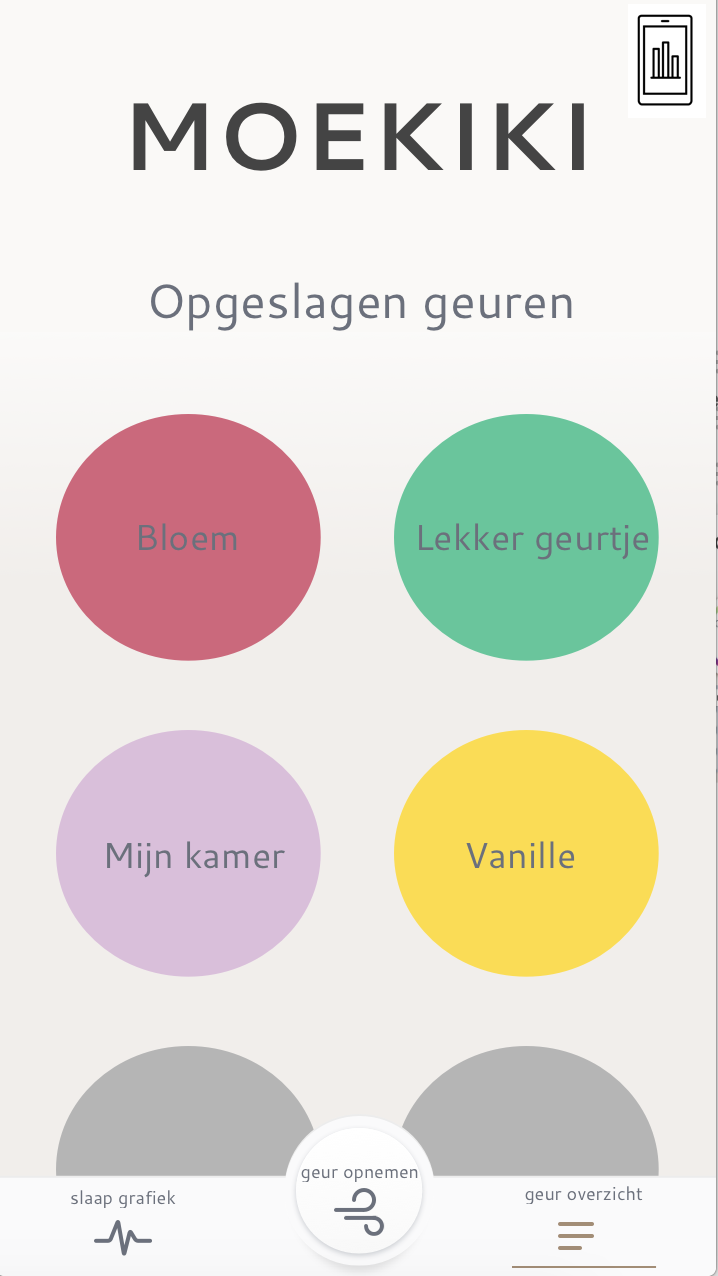 MOEKIKI
Opgeslagen geuren
Bloem
Lekker geurtje
Mijn kamer
Vanille
slaap grafiek
geur opnemen
geur overzicht